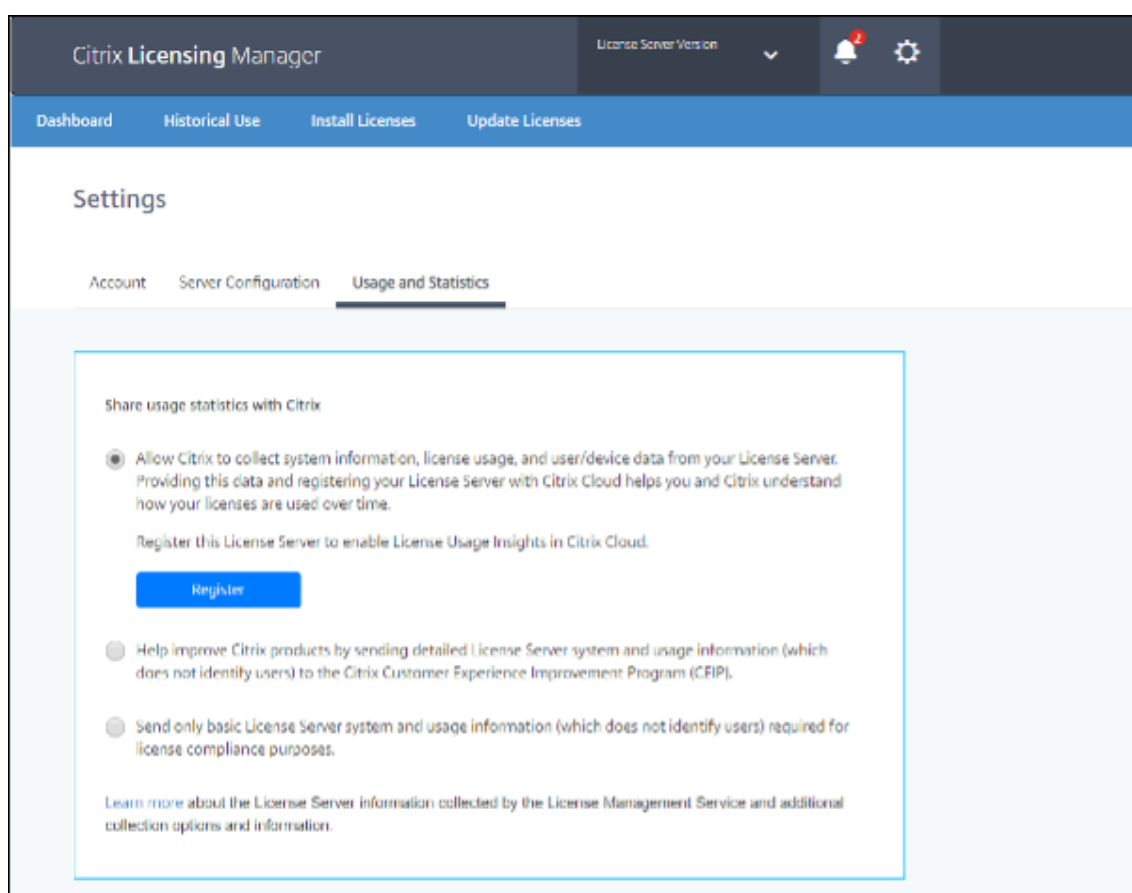 Citrix Licensing Manager
License Server Version
2
Dashboard Historical Use Install Licenses Update Licenses
Settings
Account Server Configuration Usage and Statistics
Share usage statistics with Citrix
Allow Citrix to collect system information, license usage, and user/device data from your License Server.
Providing this data and registering your License Server with Citrix Cloud helps you and Citrix understand
how your licenses are used over time.
Register this License Server to enable License Usage Insights in Citrix Cloud.
Register
Help improve Citrix products by sending detailed License Server system and usage information (which
does not identify users) to the Citrix Customer Experience Improvement Program (CEIP).
Send only basic License Server system and usage information (which does not identify users) required for
license compliance purposes.
Learn more about the License Server information collected by the License Management Service and additional
collection options and information.